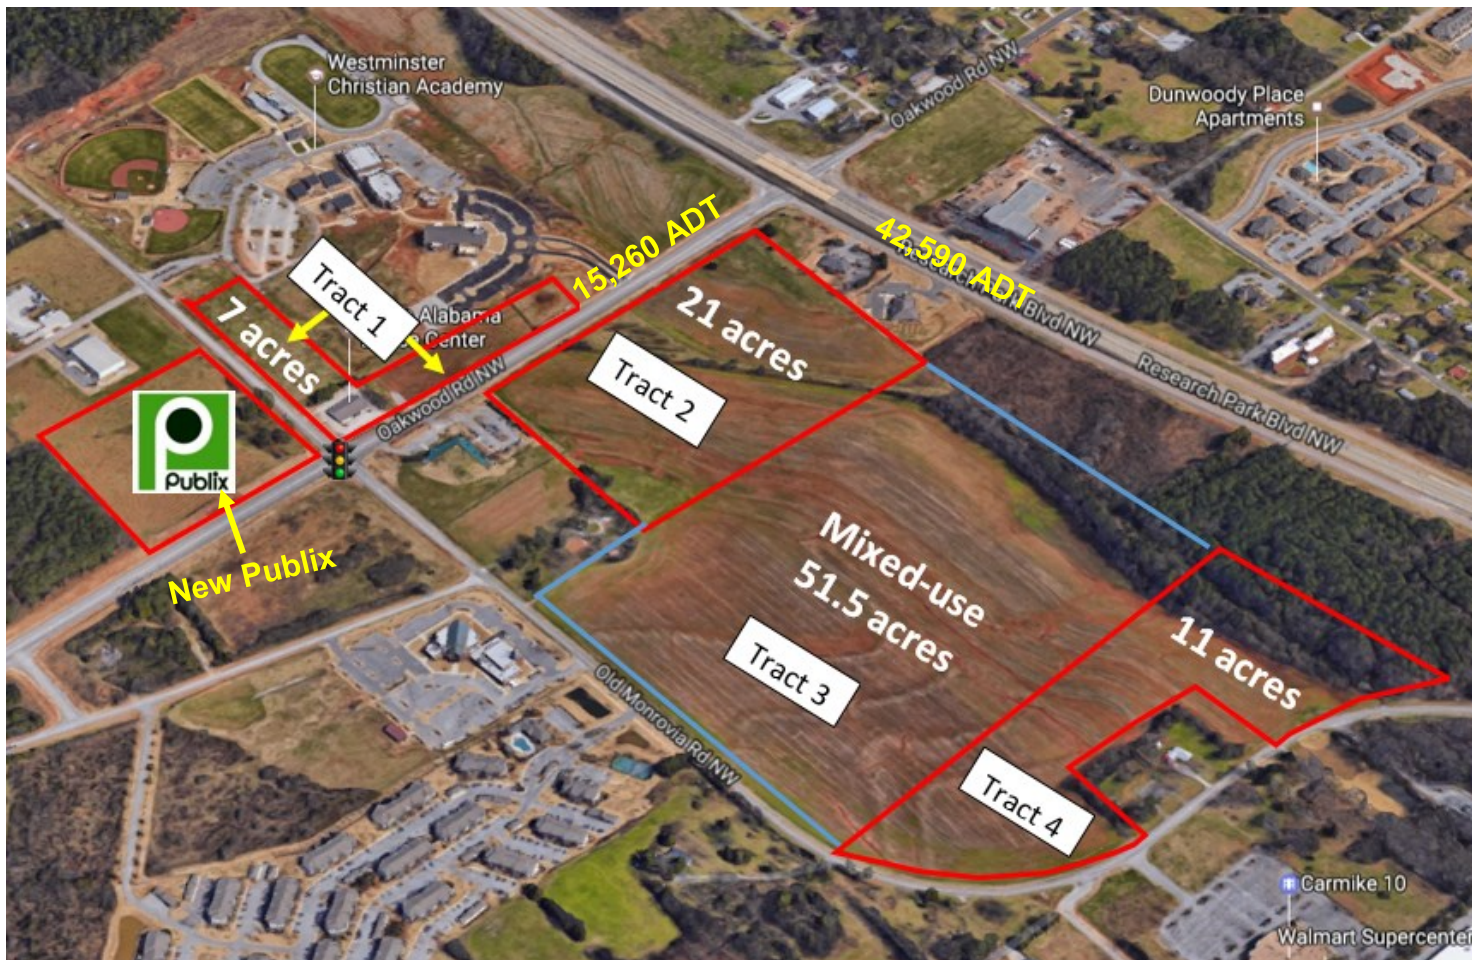 Westminster
Christian Academy
Oakwood Rd NW
Dunwoody Place
Apartments
15,260 ADT
42,590 ADT
Blvd NW
Research Park Blvd NW
Tract 1
7 acres
Alabama
Center
Oakwood Rd NW
21 acres
Tract 2
Publix
New Publix
Mixed-use
51.5 acres
Tract 3
11 acres
Tract 4
Old Monrovia Rd NW
Carmike 10
Walmart Supercenter